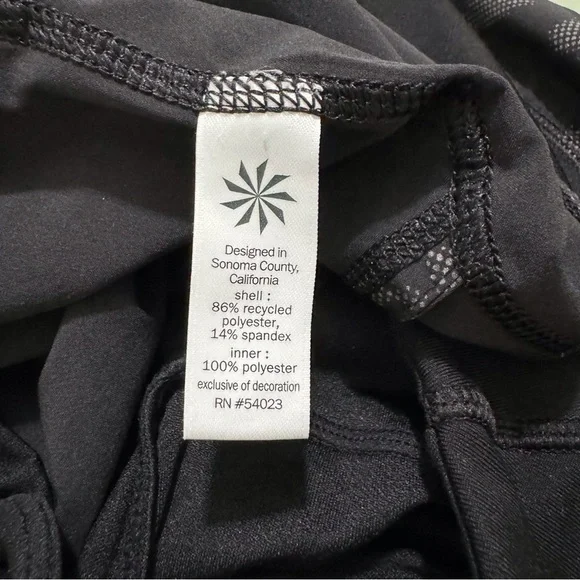 Designed in
Sonoma County,
California
shell :
86% recycled
polyester,
14% spandex
inner :
100% polyester
exclusive of decoration
RN #54023